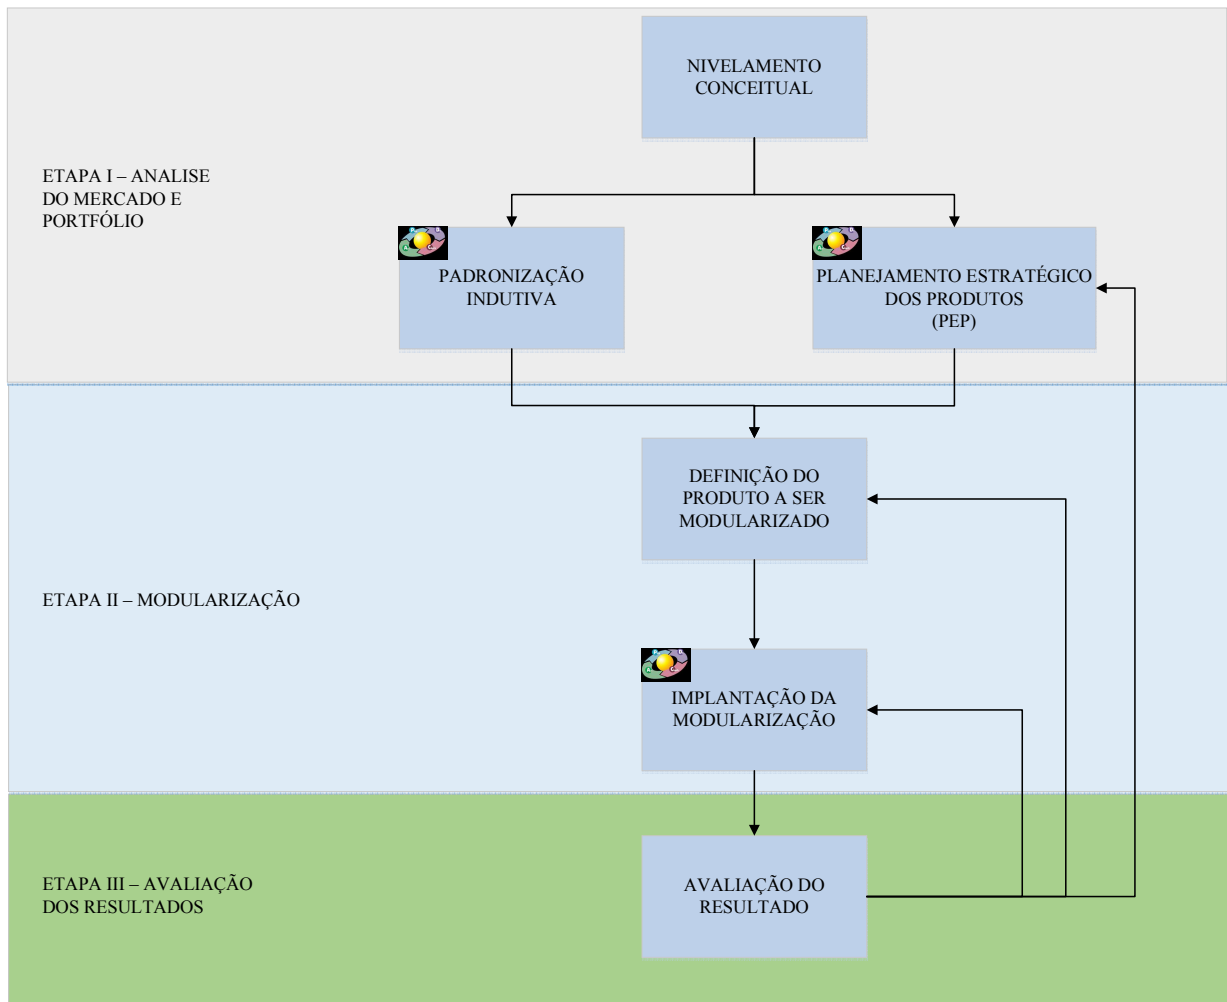 NIVELAMENTO
CONCEITUAL
ETAPA I – ANALISE
DO MERCADO E
PORTFÓLIO
PADRONIZAÇÃO
INDUTIVA
PLANEJAMENTO ESTRATÉGICO
DOS PRODUTOS
(PEP)
DEFINIÇÃO DO
PRODUTO A SER
MODULARIZADO
ETAPA II – MODULARIZAÇÃO
IMPLANTAÇÃO DA
MODULARIZAÇÃO
ETAPA III – AVALIAÇÃO
DOS RESULTADOS
AVALIAÇÃO DO
RESULTADO